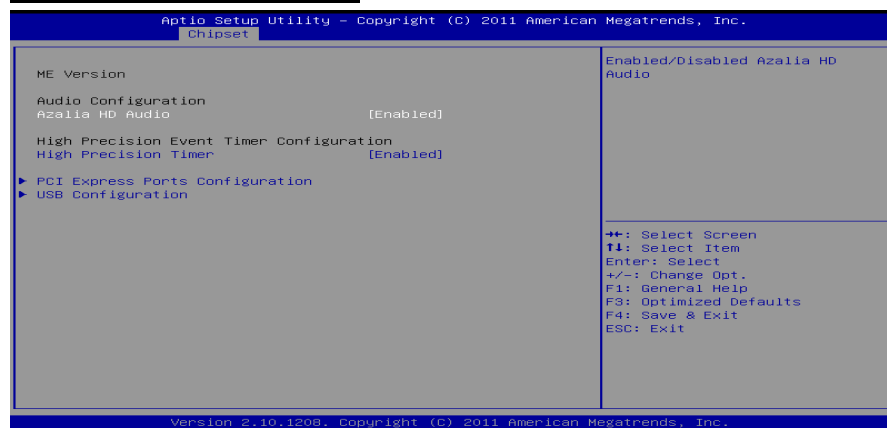 Aptio Setup Utility – Copyright (C) 2011 American Megatrends, Inc.
Chipset
ME Version
Audio Configuration
Azalia HD Audio [Enabled]
High Precision Event Timer Configuration
High Precision Timer [Enabled]
► PCI Express Ports Configuration
► USB Configuration
Enabled/Disabled Azalia HD
Audio
→←: Select Screen
↑↓: Select Item
Enter: Select
+/-: Change Opt.
F1: General Help
F3: Optimized Defaults
F4: Save & Exit
ESC: Exit
Version 2.10.1208. Copyright (C) 2011 American Megatrends, Inc.